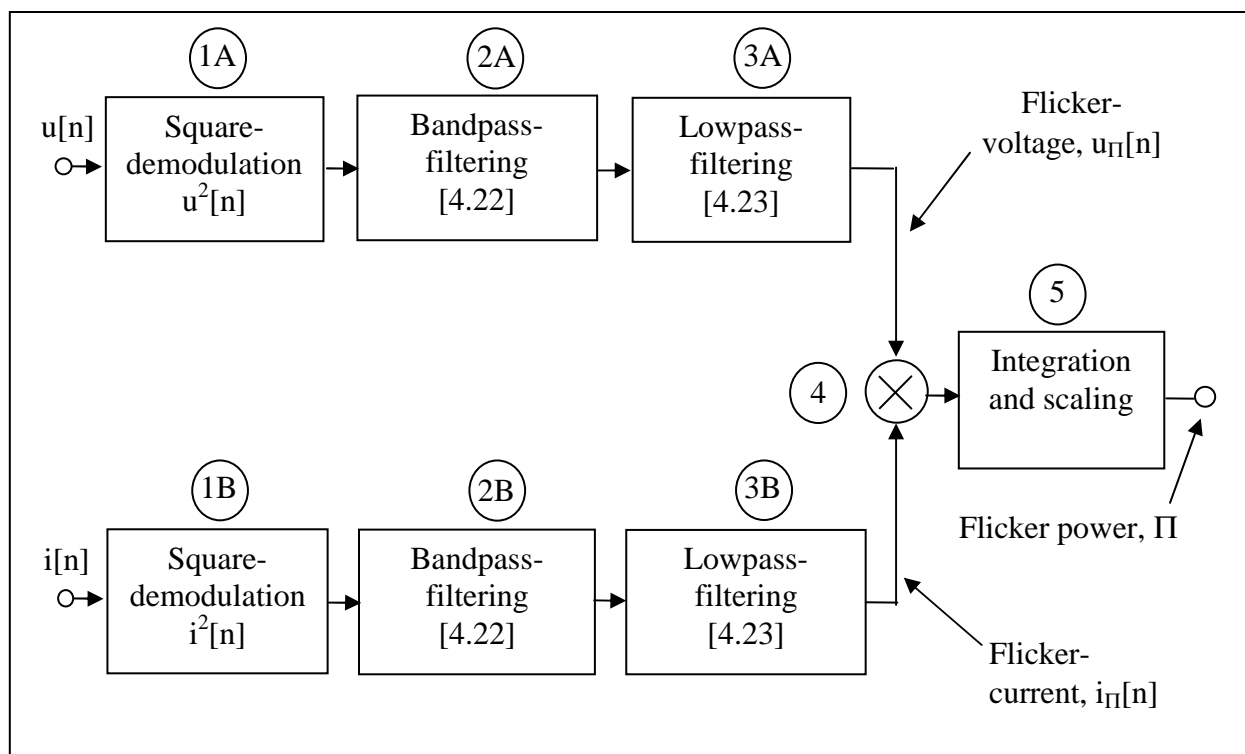 1A
2A
3A
u[n]
Square-
demodulation
u²[n]
Bandpass-
filtering
[4.22]
Lowpass-
filtering
[4.23]
Flicker-
voltage, uΠ[n]
4
5
Integration
and scaling
Flicker power, Π
1B
2B
3B
i[n]
Square-
demodulation
i²[n]
Bandpass-
filtering
[4.22]
Lowpass-
filtering
[4.23]
Flicker-
current, iΠ[n]